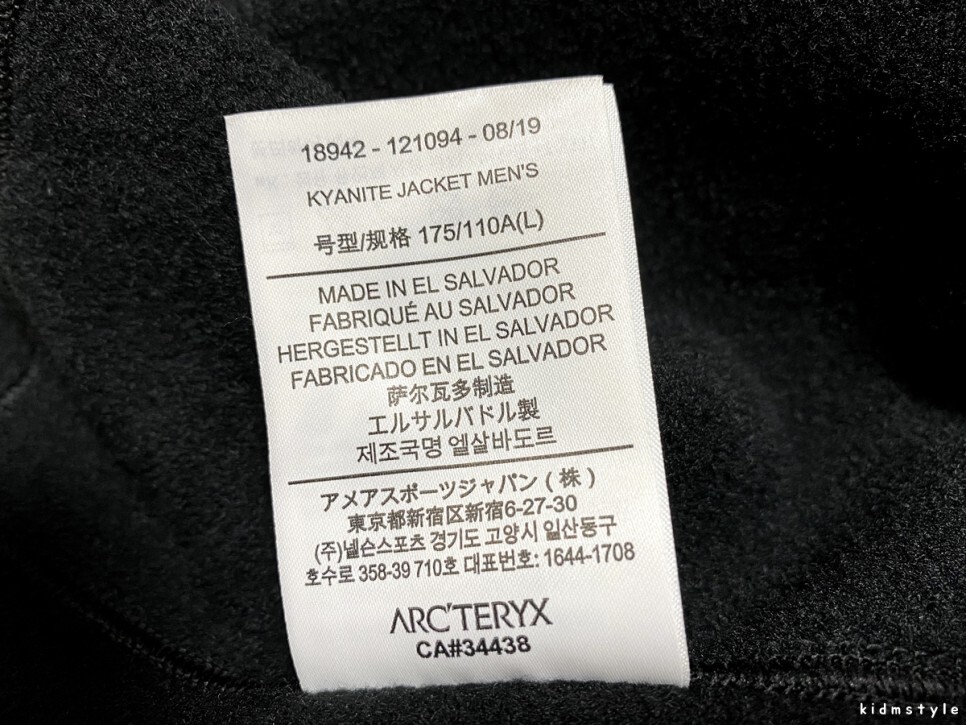 18942 - 121094 - 08/19
KYANITE JACKET MEN'S
号型/规格 175/110A(L)
MADE IN EL SALVADOR
FABRIQUÉ AU SALVADOR
HERGESTELLT IN EL SALVADOR
FABRICADO EN EL SALVADOR
萨尔瓦多制造
エルサルバドル製
제조국명 엘살바도르
アメアスポーツジャパン（株）
東京都新宿区新宿6-27-30
(주)넬슨스포츠 경기도 고양시 일산동구
호수로 358-39 710호 대표번호: 1644-1708
ARC'TERYX
CA#34438
kidmstyle